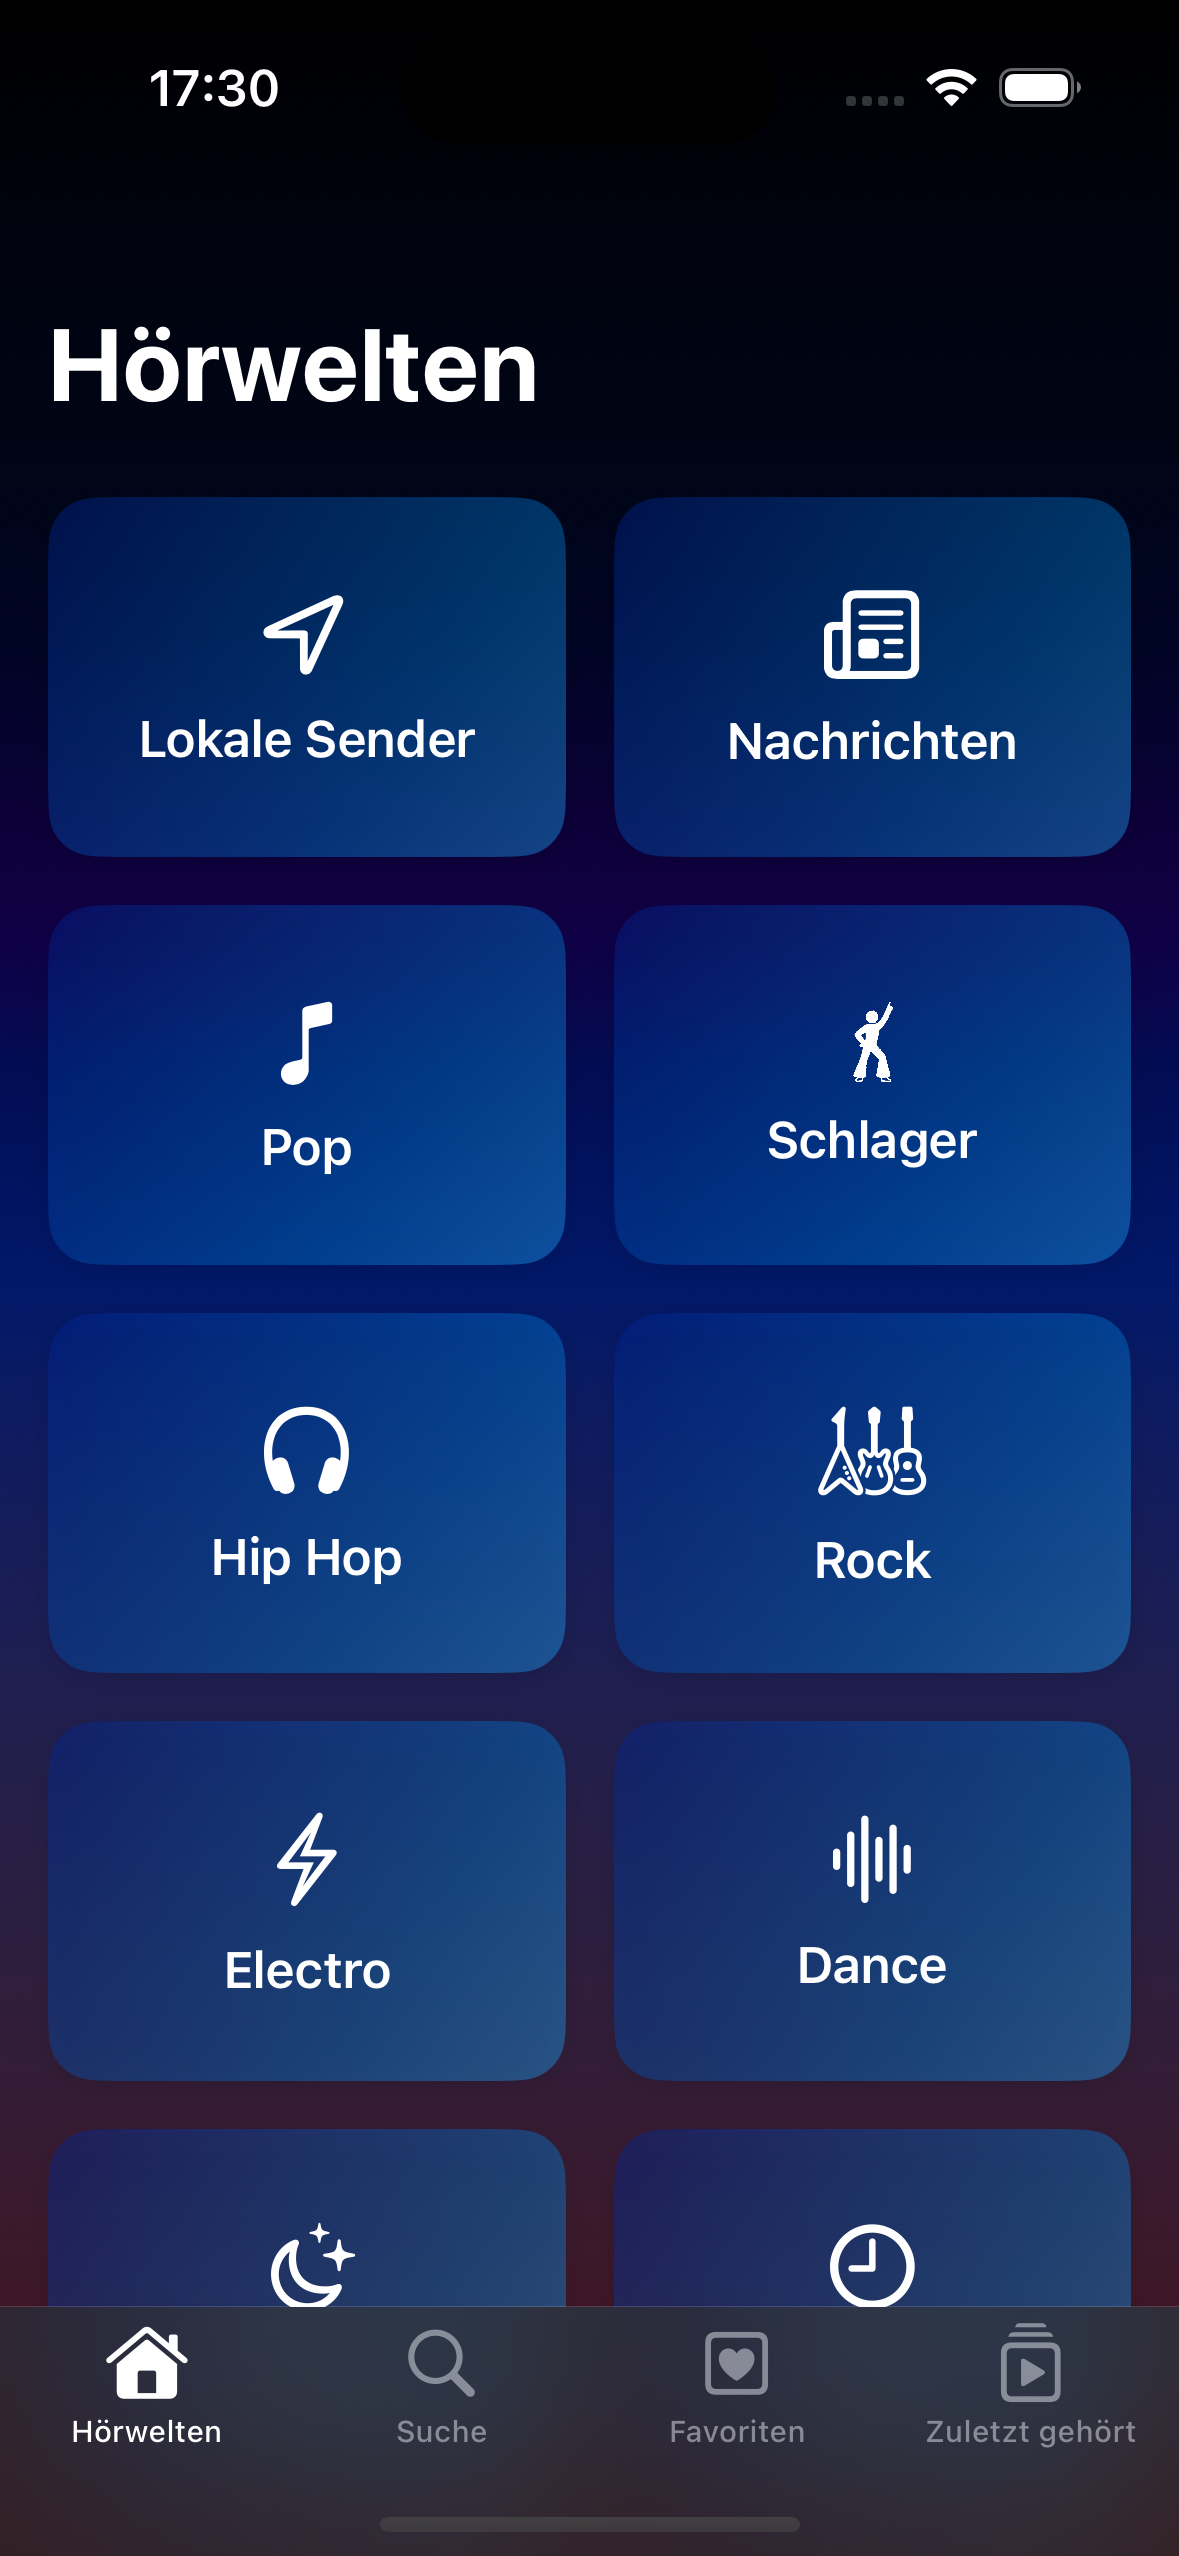 17:30
Hörwelten
Lokale Sender
Nachrichten
Pop
Schlager
Hip Hop
Rock
Electro
Dance
Hörwelten
Suche
Favoriten
Zuletzt gehört